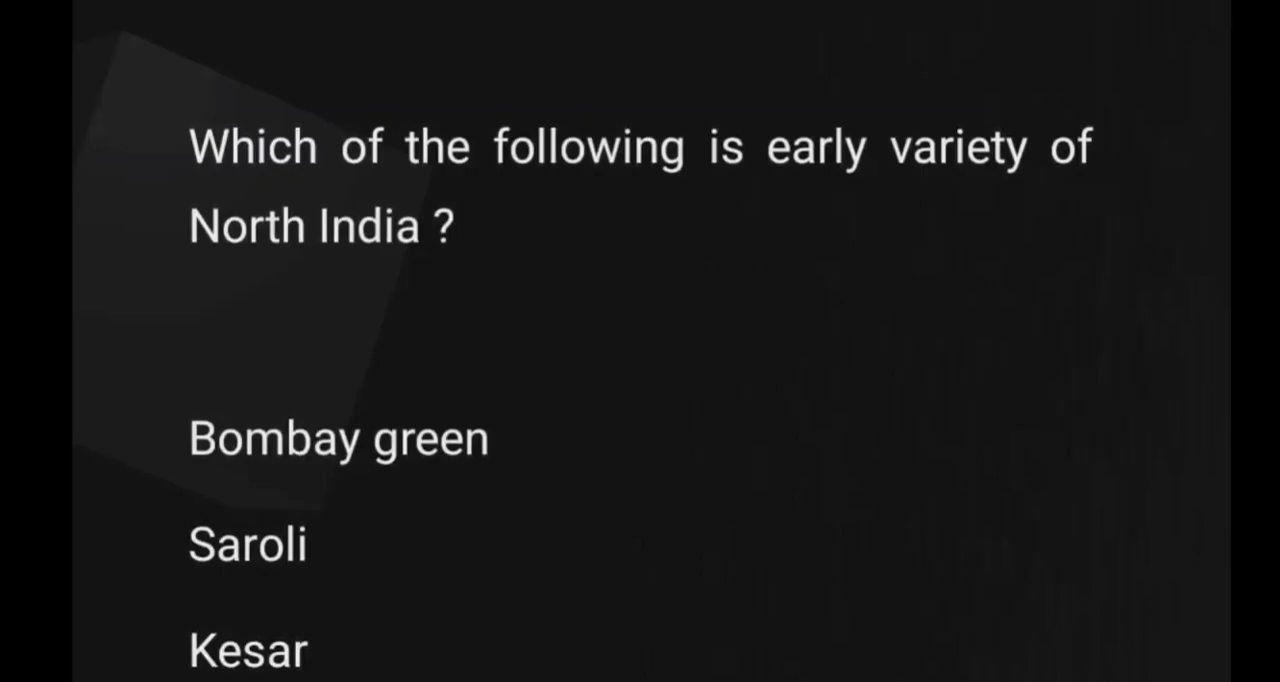 Which of the following is early variety of
North India ?
Bombay green
Saroli
Kesar